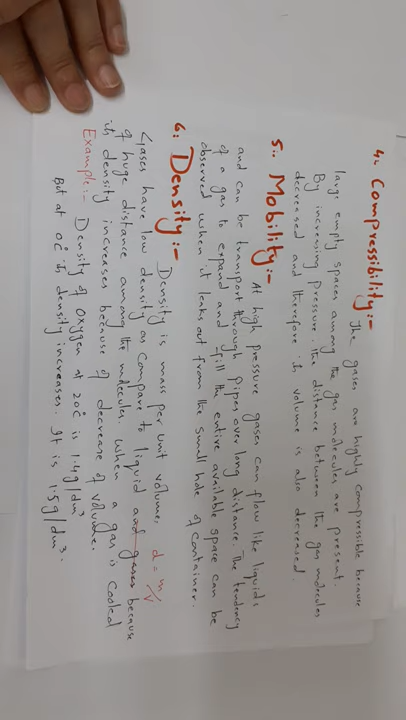 4:. Compressibility:-
The gases are highly compressible because
large empty spaces among the gas molecules are present.
By increasing pressure. the distance between the gas molecules
decreased and therefore its volume is also decreased.
5:. Mobility:-
At high pressure gases can flow like liquids
and can be transport through pipes over long distance. The tendency
of a gas to expand and fill the entire available space can be
observed when it leaks out from the small hole of container.
6: Density:-
Density is mass per unit volume. d = m/v
Gases have low density as compare to liquid and gases because
of huge distance among the molecules. When a gas is cooled
its density increases because of decrease of volume.
Example:- Density of oxygen at 20°C is 1.4g/dm³
But at 0°C its density increases. It is 1.5g/dm³.